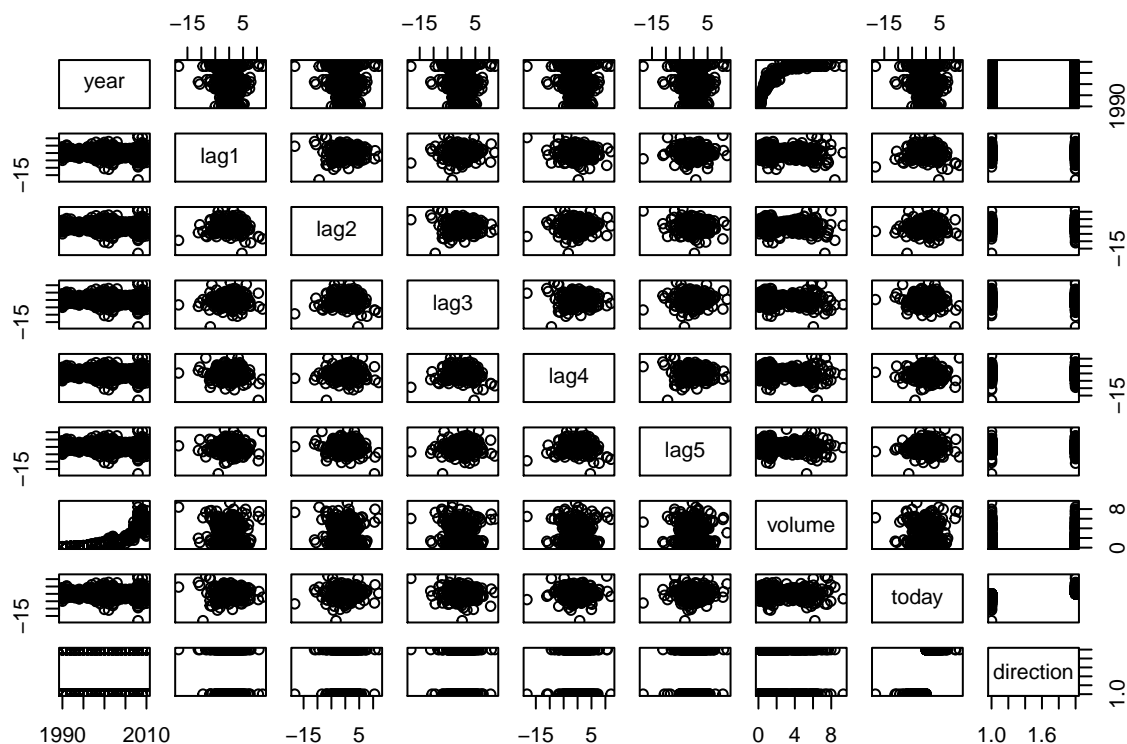 −15 5 −15 5 −15 5 −15 5
year 1990
−15 lag1
lag2 −15
−15 lag3
lag4 −15
−15 lag5
volume 0 8
−15 today
direction 1.0
1990 2010 −15 5 −15 5 0 4 8 1.0 1.6